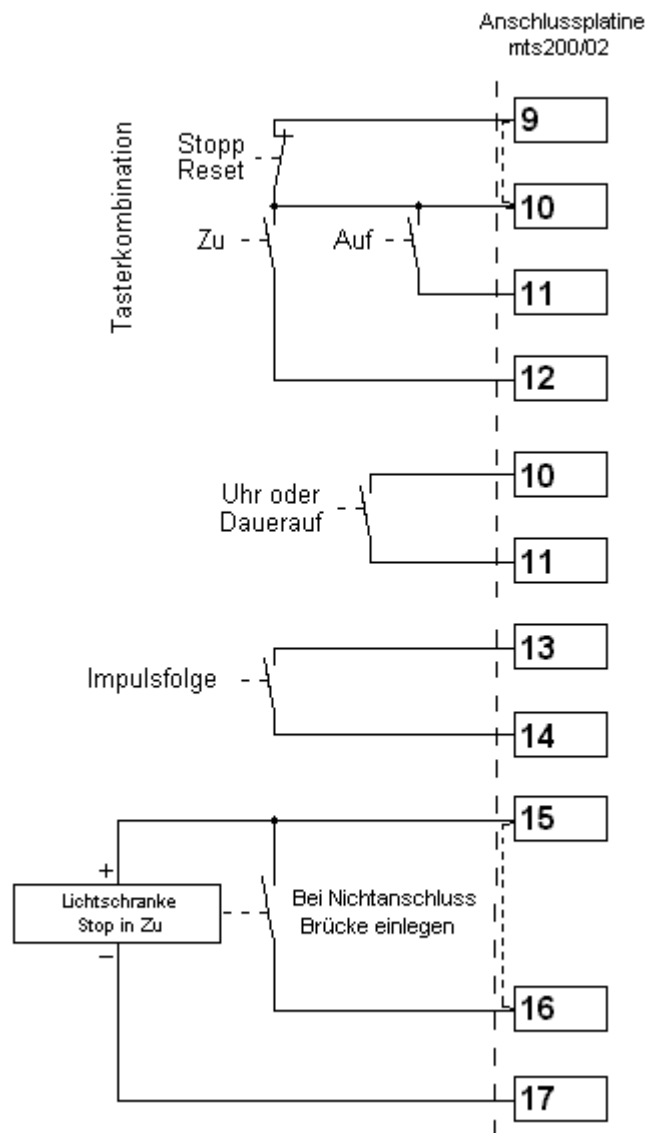 Anschlussplatine
mts200/02
Tasterkombination
9
Stopp
Reset
10
Zu
Auf
11
12
10
Uhr oder
Dauerauf
11
13
Impulsfolge
14
15
+
Lichtschranke
Stop in Zu
−
Bei Nichtanschluss
Brücke einlegen
16
17